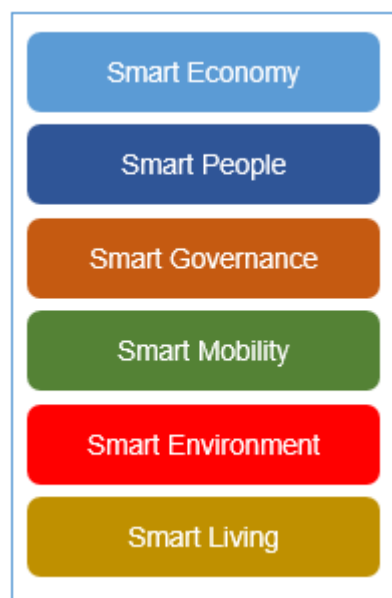 Smart Economy
Smart People
Smart Governance
Smart Mobility
Smart Environment
Smart Living